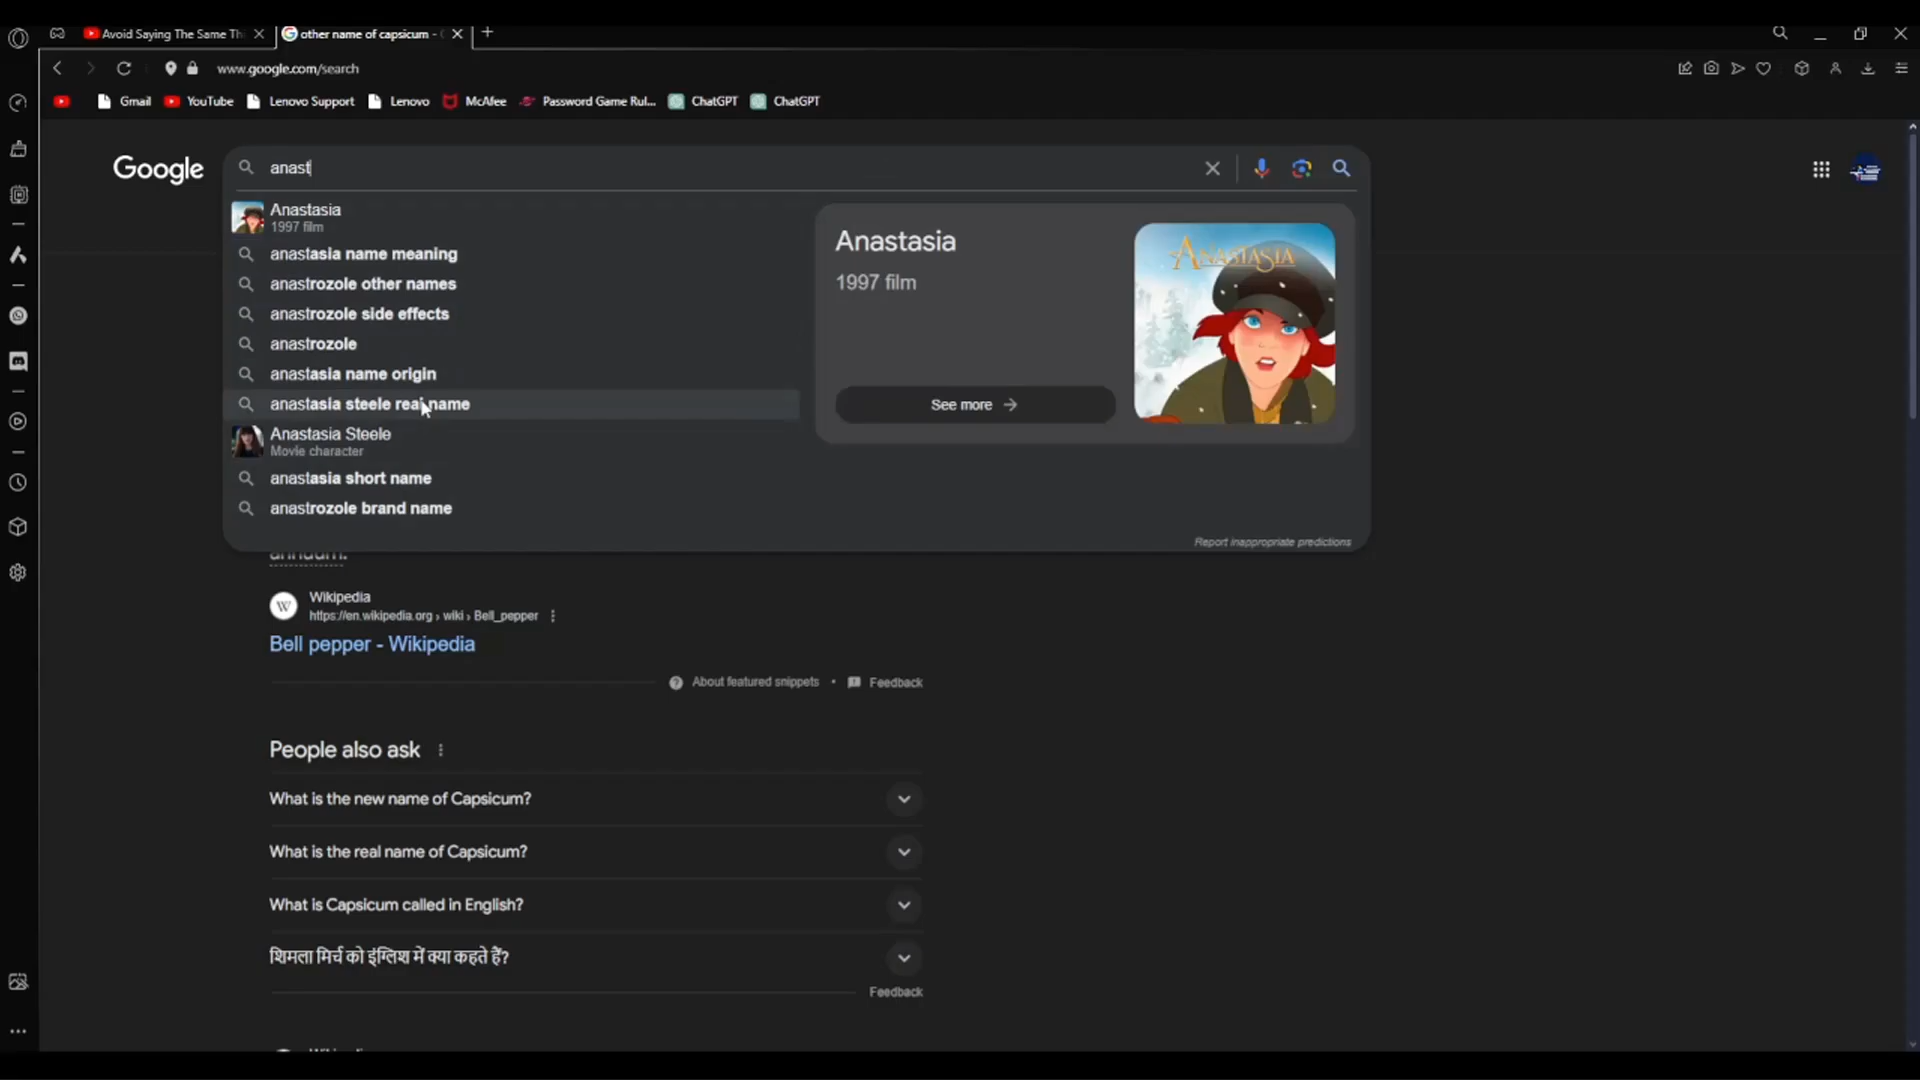 Avoid Saying The Same Th
other name of capsicum -
www.google.com/search
Gmail
YouTube
Lenovo Support
Lenovo
McAfee
Password Game Rul...
ChatGPT
ChatGPT
Google
anast
Anastasia
1997 film
anastasia name meaning
anastrozole other names
anastrozole side effects
anastrozole
anastasia name origin
anastasia steele real name
Anastasia Steele
Movie character
anastasia short name
anastrozole brand name
Anastasia
1997 film
See more →
ANASTASIA
Report inappropriate predictions
W
Wikipedia
https://en.wikipedia.org › wiki › Bell_pepper
Bell pepper - Wikipedia
About featured snippets • Feedback
People also ask
What is the new name of Capsicum?
What is the real name of Capsicum?
What is Capsicum called in English?
शिमला मिर्च को इंग्लिश में क्या कहते हैं?
Feedback